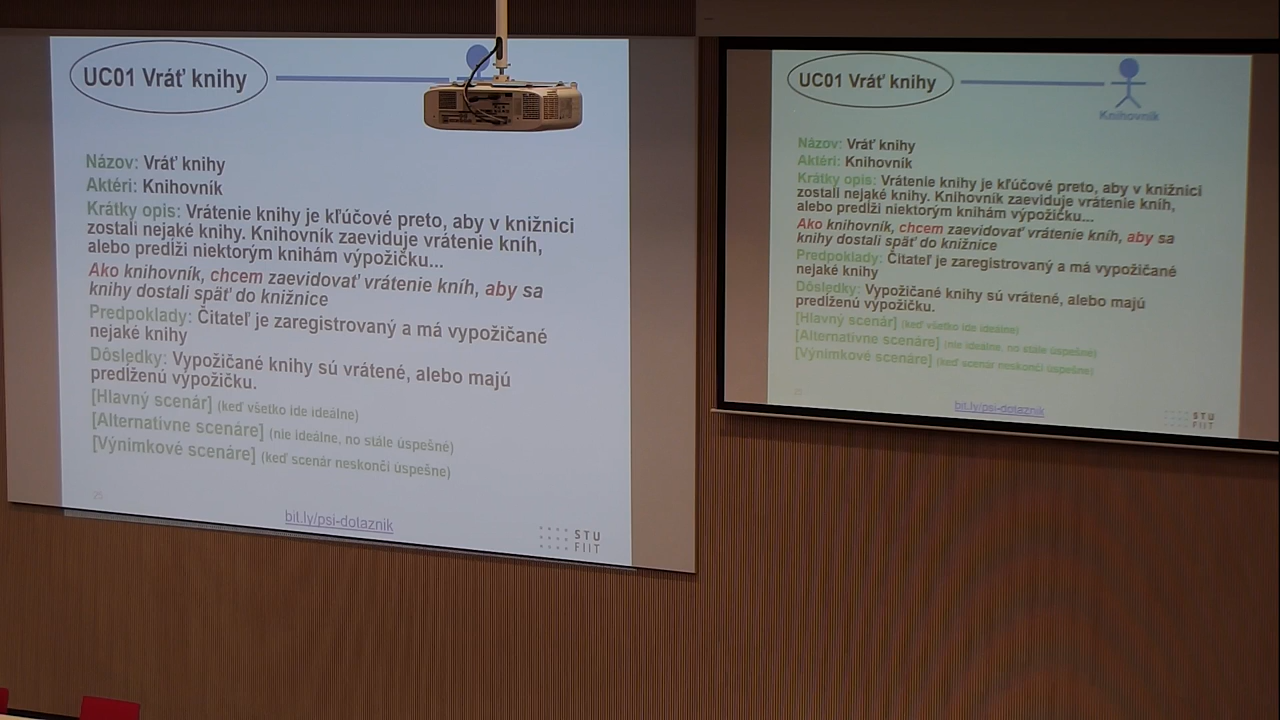 UC01 Vráť knihy
Názov: Vráť knihy
Aktéri: Knihovník
Krátky opis: Vrátenie knihy je kľúčové preto, aby v knižnici
zostali nejaké knihy. Knihovník zaeviduje vrátenie kníh,
alebo predĺži niektorým knihám výpožičku...
Ako knihovník, chcem zaevidovať vrátenie kníh, aby sa
knihy dostali späť do knižnice
Predpoklady: Čitateľ je zaregistrovaný a má vypožičané
nejaké knihy
Dôsledky: Vypožičané knihy sú vrátené, alebo majú
predĺženú výpožičku.
[Hlavný scenár] (keď všetko ide ideálne)
[Alternatívne scenáre] (nie ideálne, no stále úspešné)
[Výnimkové scenáre] (keď scenár neskončí úspešne)
25
bit.ly/psi-dotaznik
STU
FIIT
UC01 Vráť knihy
Knihovník
Názov: Vráť knihy
Aktéri: Knihovník
Krátky opis: Vrátenie knihy je kľúčové preto, aby v knižnici
zostali nejaké knihy. Knihovník zaeviduje vrátenie kníh,
alebo predĺži niektorým knihám výpožičku...
Ako knihovník, chcem zaevidovať vrátenie kníh, aby sa
knihy dostali späť do knižnice
Predpoklady: Čitateľ je zaregistrovaný a má vypožičané
nejaké knihy
Dôsledky: Vypožičané knihy sú vrátené, alebo majú
predĺženú výpožičku.
[Hlavný scenár] (keď všetko ide ideálne)
[Alternatívne scenáre] (nie ideálne, no stále úspešné)
[Výnimkové scenáre] (keď scenár neskončí úspešne)
25
bit.ly/psi-dotaznik
STU
FIIT